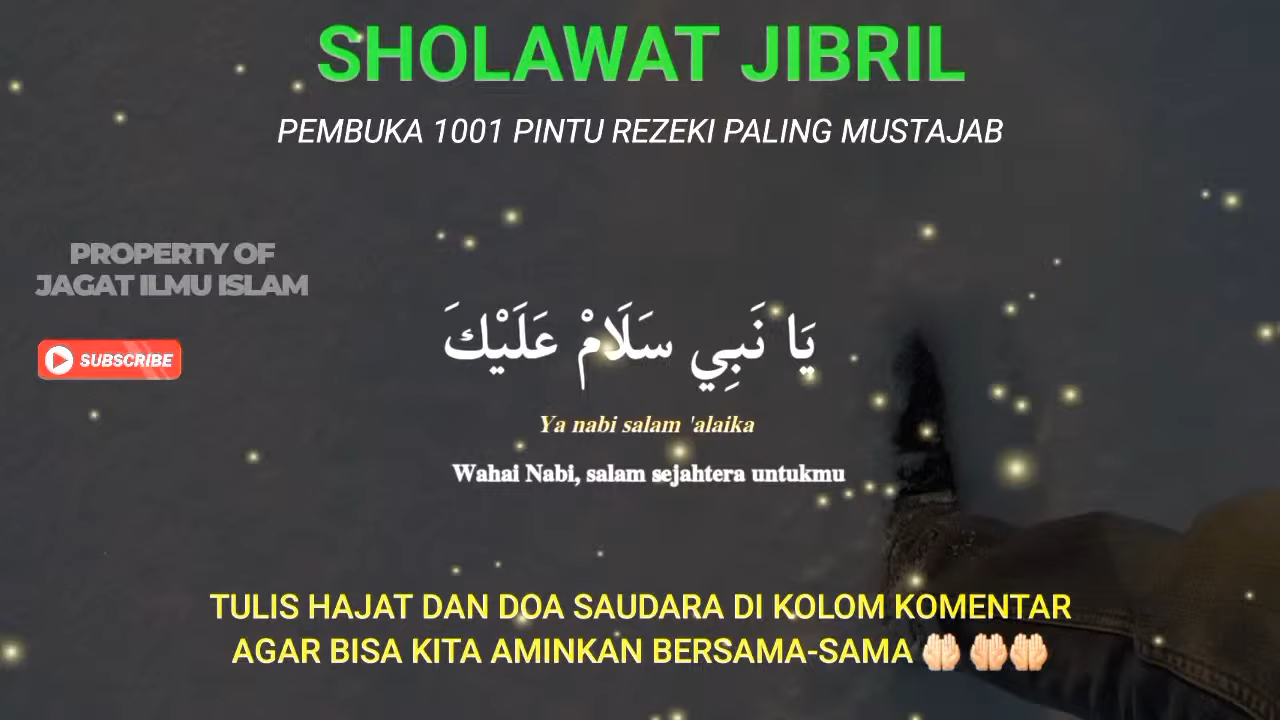 SHOLAWAT JIBRIL
PEMBUKA 1001 PINTU REZEKI PALING MUSTAJAB
PROPERTY OF
JAGAT ILMU ISLAM
SUBSCRIBE
يَا نَبِي سَلَامْ عَلَيْكَ
Ya nabi salam 'alaika
Wahai Nabi, salam sejahtera untukmu
TULIS HAJAT DAN DOA SAUDARA DI KOLOM KOMENTAR
AGAR BISA KITA AMINKAN BERSAMA-SAMA 🤲🏻 🤲🏻🤲🏻